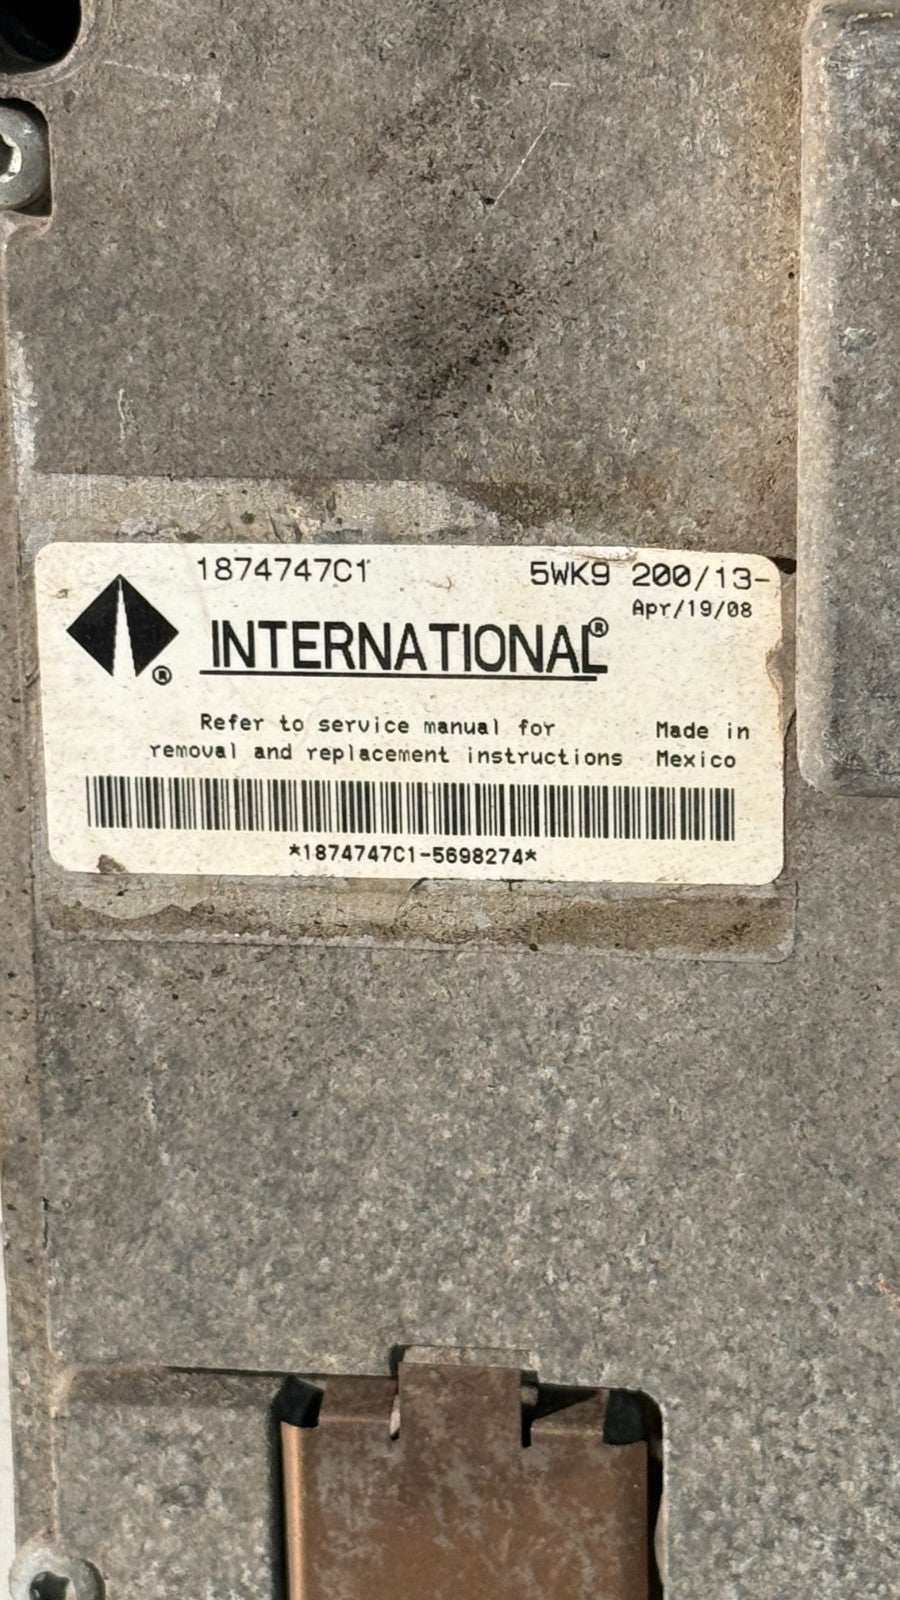 1874747C1 5WK9 200/13-
Apr/19/08
INTERNATIONAL®
®
Refer to service manual for Made in
removal and replacement instructions Mexico
*1874747C1-5698274*